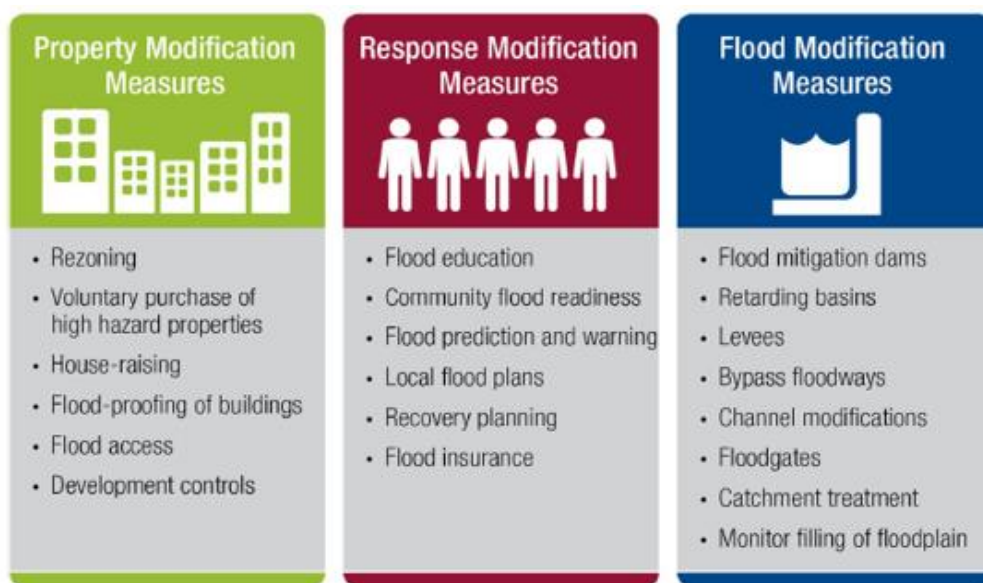 Property Modification
Measures
• Rezoning
• Voluntary purchase of
high hazard properties
• House-raising
• Flood-proofing of buildings
• Flood access
• Development controls
Response Modification
Measures
• Flood education
• Community flood readiness
• Flood prediction and warning
• Local flood plans
• Recovery planning
• Flood insurance
Flood Modification
Measures
• Flood mitigation dams
• Retarding basins
• Levees
• Bypass floodways
• Channel modifications
• Floodgates
• Catchment treatment
• Monitor filling of floodplain